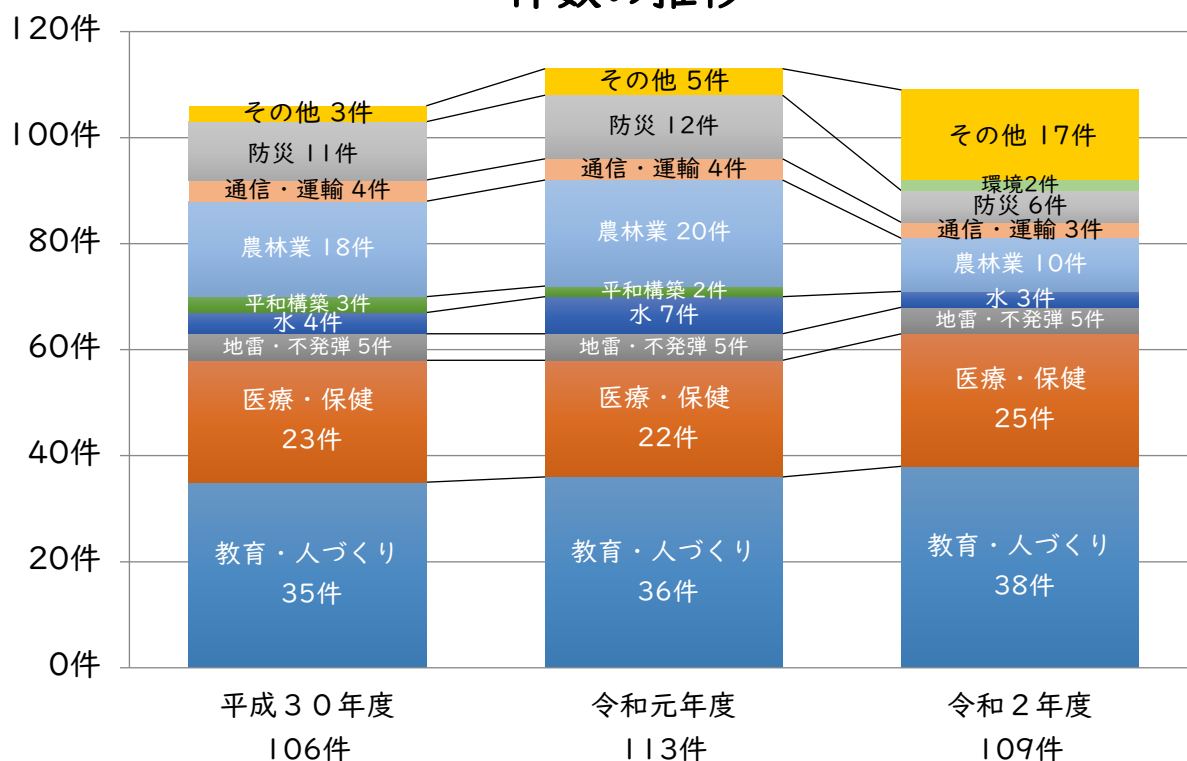 件数の推移
120件
100件
80件
60件
40件
20件
0件
その他 3件
防災 11件
通信・運輸 4件
農林業 18件
平和構築 3件
水 4件
地雷・不発弾 5件
医療・保健
23件
教育・人づくり
35件
その他 5件
防災 12件
通信・運輸 4件
農林業 20件
平和構築 2件
水 7件
地雷・不発弾 5件
医療・保健
22件
教育・人づくり
36件
その他 17件
環境2件
防災 6件
通信・運輸 3件
農林業 10件
水 3件
地雷・不発弾 5件
医療・保健
25件
教育・人づくり
38件
平成３０年度
106件
令和元年度
113件
令和２年度
109件